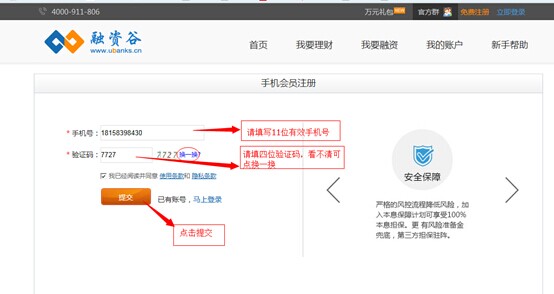 4000-911-806 万元礼包 NEW 官方群 免费注册 | 立即登录
融资谷
www.ubanks.cn
首页 我要理财 我要融资 我的账户 新手帮助
手机会员注册
* 手机号: 18158398430
请填写11位有效手机号
* 验证码: 7727 7727 换一换?
请填四位验证码,看不清可
点换一换
我已经阅读并同意 使用条款和 隐私条款
提交 已有账号,马上登录
点击提交
安全保障
严格的风控流程降低风险,加
入本息保障计划可享受100%
本息担保。更 有风险准备金
兜底,第三方担保驻阵。